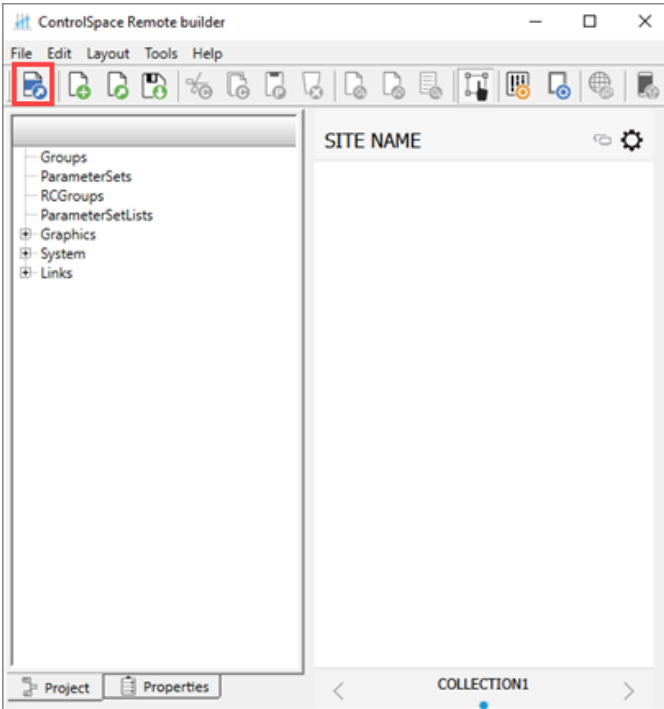 ControlSpace Remote builder
File Edit Layout Tools Help
SITE NAME
Groups
ParameterSets
RCGroups
ParameterSetLists
Graphics
System
Links
Project Properties
COLLECTION1